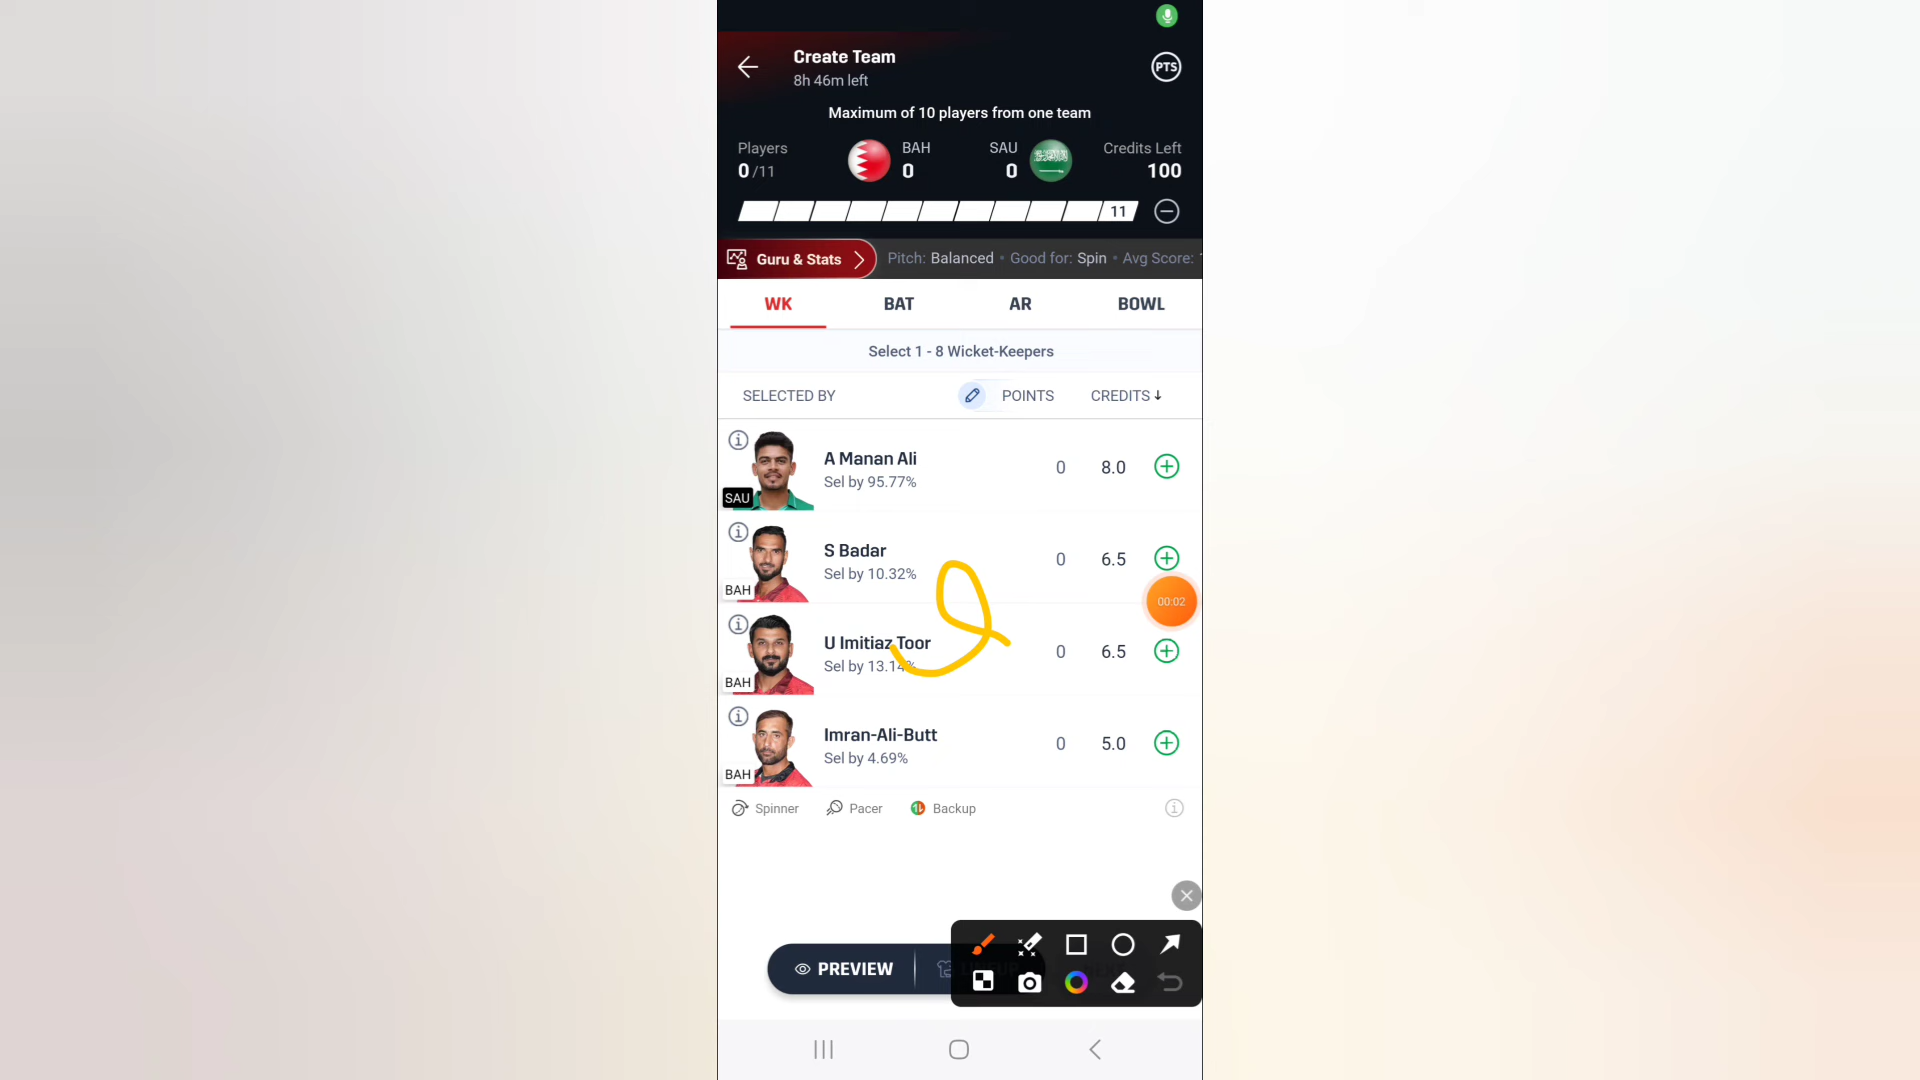 Create Team
8h 46m left
PTS
Maximum of 10 players from one team
Players
0/11
BAH
0
SAU
0
Credits Left
100
11
Guru & Stats
Pitch: Balanced • Good for: Spin • Avg Score:
WK BAT AR BOWL
Select 1 - 8 Wicket-Keepers
SELECTED BY POINTS CREDITS↓
A Manan Ali
Sel by 95.77%
SAU
0 8.0
S Badar
Sel by 10.32%
BAH
0 6.5
00:02
U Imitiaz Toor
Sel by 13.14%
BAH
0 6.5
Imran-Ali-Butt
Sel by 4.69%
BAH
0 5.0
Spinner Pacer Backup
PREVIEW